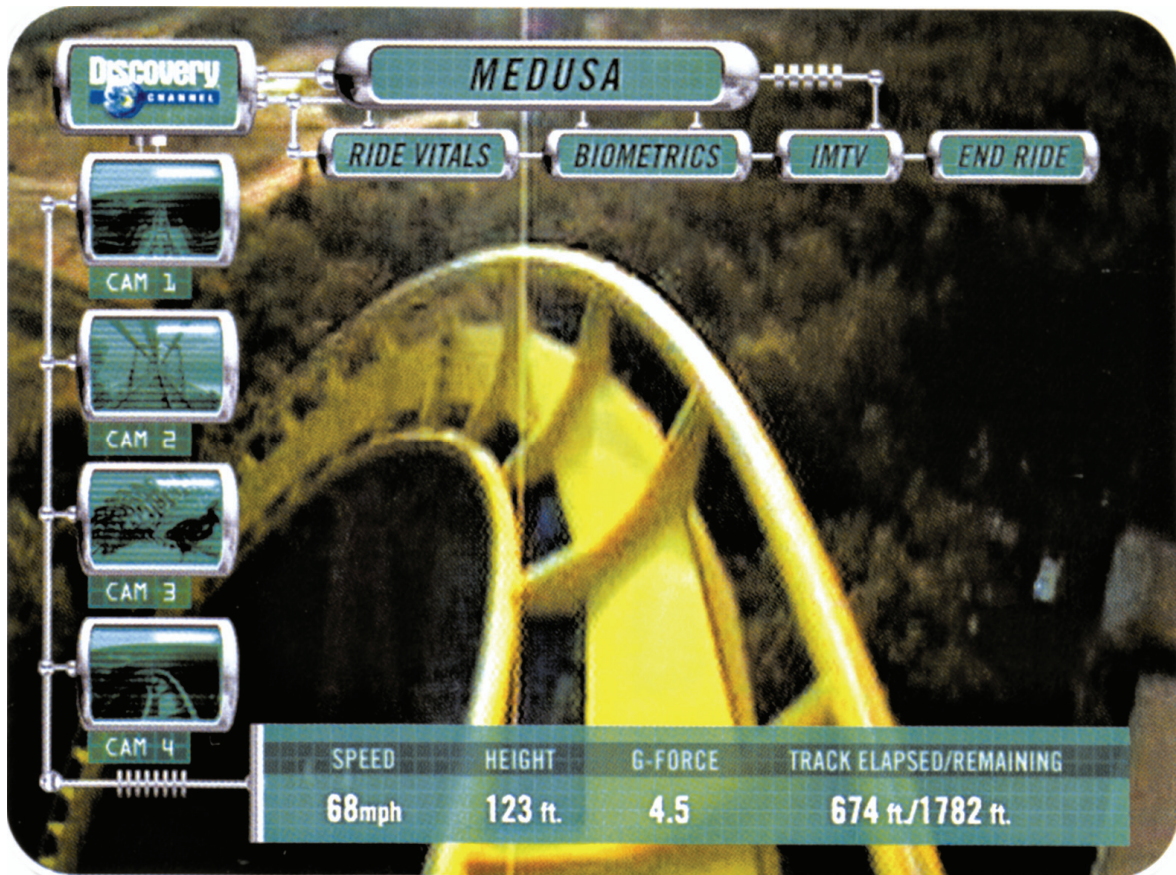 Discovery
CHANNEL
MEDUSA
RIDE VITALS
BIOMETRICS
IMTV
END RIDE
CAM 1
CAM 2
CAM 3
CAM 4
SPEED HEIGHT G-FORCE TRACK ELAPSED/REMAINING
68mph 123 ft. 4.5 674 ft./1782 ft.